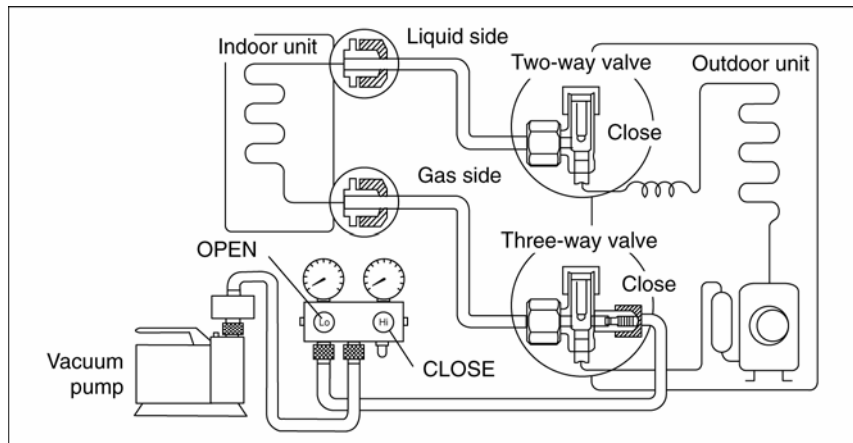 Liquid side
Indoor unit
Two-way valve
Outdoor unit
Close
Gas side
OPEN
Three-way valve
Close
Lo
Hi
CLOSE
Vacuum
pump